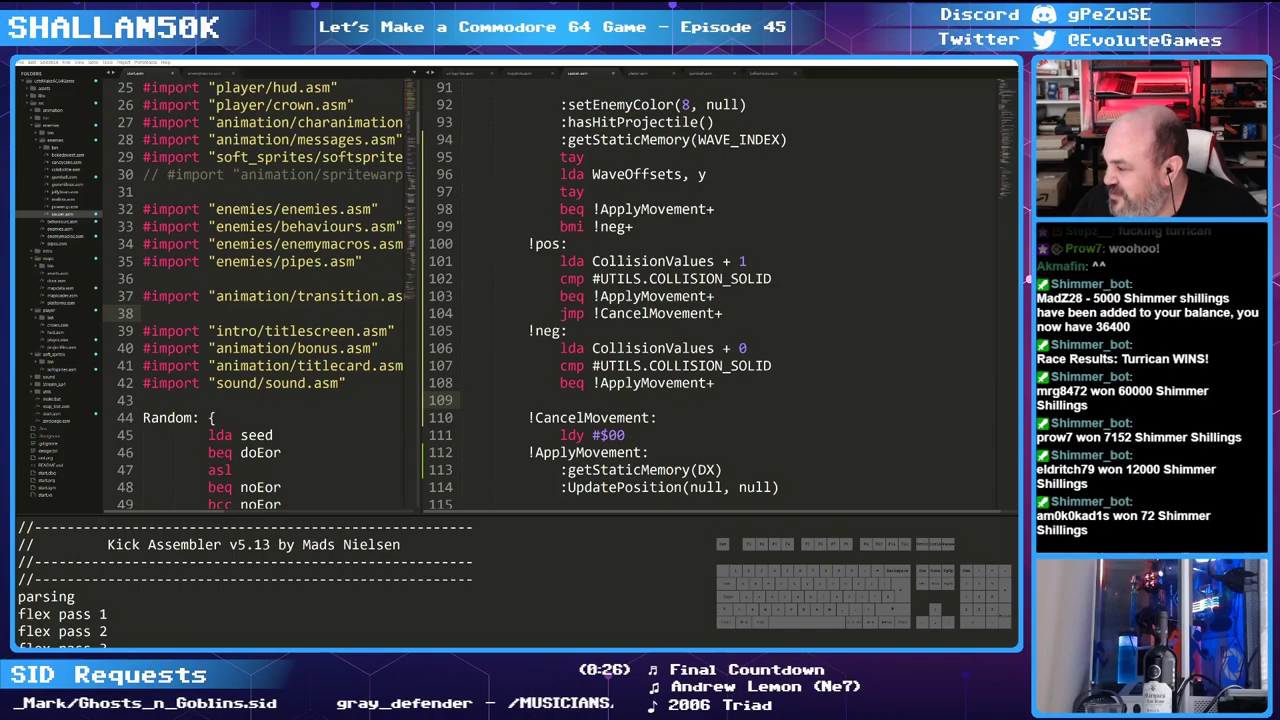 SHALLAN50K
Let's Make a Commodore 64 Game - Episode 45
Discord gPeZuSE
Twitter @EvoluteGames
FOLDERS
25 #import "player/hud.asm"
26 #import "player/crown.asm"
27 #import "animation/charanimation
28 #import "animation/messages.asm"
29 #import "soft_sprites/softsprite
30 // #import "animation/spritewarp
31
32 #import "enemies/enemies.asm"
33 #import "enemies/behaviours.asm"
34 #import "enemies/enemymacros.asm"
35 #import "enemies/pipes.asm"
36
37 #import "animation/transition.as
38
39 #import "intro/titlescreen.asm"
40 #import "animation/bonus.asm"
41 #import "animation/titlecard.asm
42 #import "sound/sound.asm"
43
44 Random: {
45 lda seed
46 beq doEor
47 asl
48 beq noEor
49 bcc noEor
91
92 :setEnemyColor(8, null)
93 :hasHitProjectile()
94 :getStaticMemory(WAVE_INDEX)
95 tay
96 lda WaveOffsets, y
97 tay
98 beq !ApplyMovement+
99 bmi !neg+
100 !pos:
101 lda CollisionValues + 1
102 cmp #UTILS.COLLISION_SOLID
103 beq !ApplyMovement+
104 jmp !CancelMovement+
105 !neg:
106 lda CollisionValues + 0
107 cmp #UTILS.COLLISION_SOLID
108 beq !ApplyMovement+
109
110 !CancelMovement:
111 ldy #$00
112 !ApplyMovement:
113 :getStaticMemory(DX)
114 :UpdatePosition(null, null)
115
//------------------------------------------------------
// Kick Assembler v5.13 by Mads Nielsen
//------------------------------------------------------
//------------------------------------------------------
parsing
flex pass 1
flex pass 2
flex pass 3
Stepz__: fucking turrican
Prow7: woohoo!
Akmafin: ^^
Shimmer_bot:
MadZ28 - 5000 Shimmer shillings
have been added to your balance, you
now have 36400
Shimmer_bot:
Race Results: Turrican WINS!
Shimmer_bot:
mrg8472 won 60000 Shimmer
Shillings
Shimmer_bot:
prow7 won 7152 Shimmer Shillings
Shimmer_bot:
eldritch79 won 12000 Shimmer
Shillings
Shimmer_bot:
am0k0kad1s won 72 Shimmer
Shillings
SID Requests
_Mark/Ghosts_n_Goblins.sid gray_defender - /MUSICIANS
(0:26) ♫ Final Countdown
♫ Andrew Lemon (Ne7)
♪ 2006 Triad